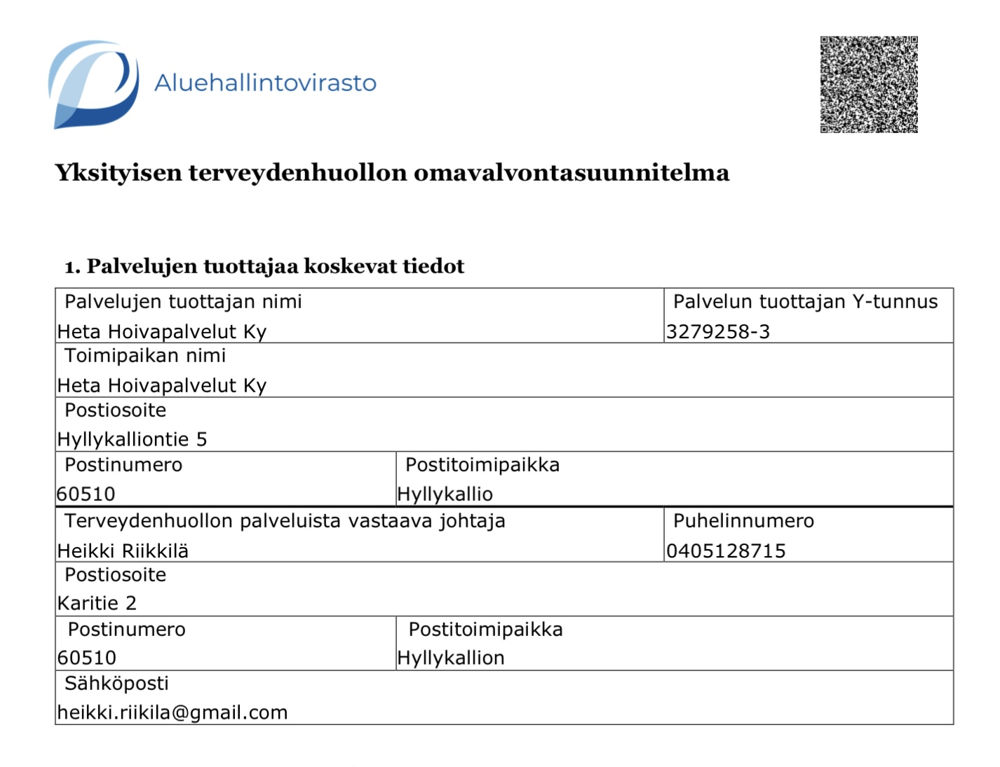 Aluehallintovirasto
Yksityisen terveydenhuollon omavalvontasuunnitelma
1. Palvelujen tuottajaa koskevat tiedot
Palvelujen tuottajan nimi
Heta Hoivapalvelut Ky
Palvelun tuottajan Y-tunnus
3279258-3
Toimipaikan nimi
Heta Hoivapalvelut Ky
Postiosoite
Hyllykalliontie 5
Postinumero
60510
Postitoimipaikka
Hyllykallio
Terveydenhuollon palveluista vastaava johtaja
Heikki Riikkilä
Puhelinnumero
0405128715
Postiosoite
Karitie 2
Postinumero
60510
Postitoimipaikka
Hyllykallion
Sähköposti
heikki.riikila@gmail.com